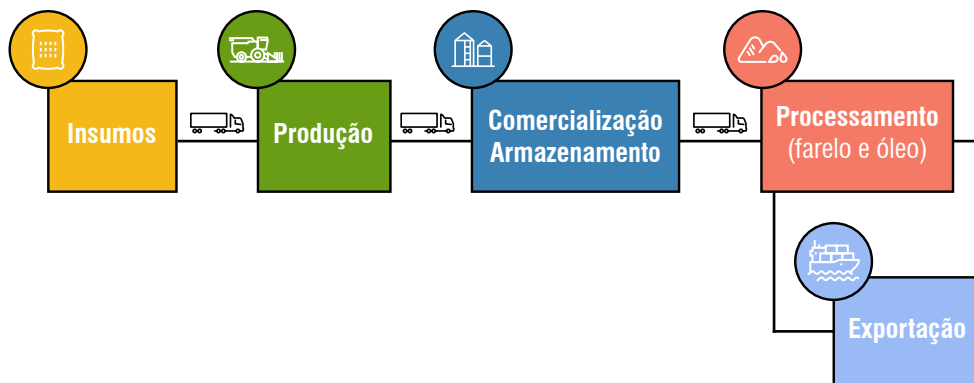 Insumos
Produção
Comercialização
Armazenamento
Processamento
(farelo e óleo)
Exportação